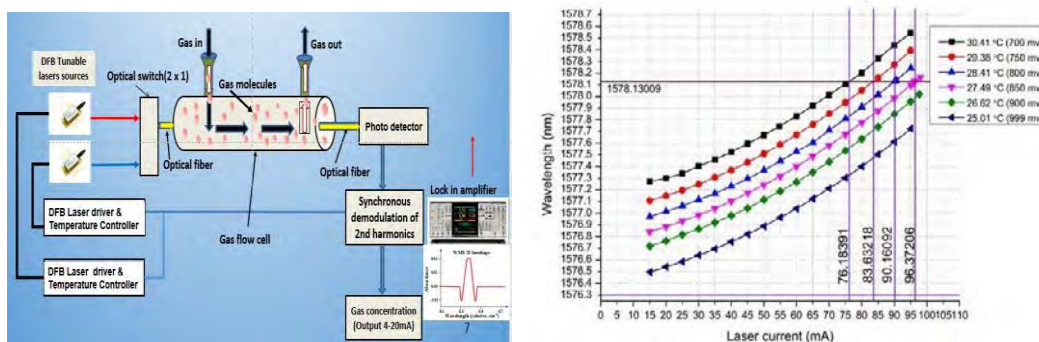 Gas in
Gas out
DFB Tunable
lasers sources
Optical switch(2 x 1)
Gas molecules
Photo detector
Optical fiber
Optical fiber
Gas flow cell
Lock in amplifier
DFB Laser driver &
Temperature Controller
Synchronous
demodulation of
2nd harmonics
DFB Laser driver &
Temperature Controller
Gas concentration
(Output 4-20mA)
7
1578.7
1578.6
1578.5
1578.4
1578.3
1578.2
1578.1
1578.0
1577.9
1577.8
1577.7
1577.6
1577.5
1577.4
1577.3
1577.2
1577.1
1577.0
1576.9
1576.8
1576.7
1576.6
1576.5
1576.4
1576.3
Wavelength (nm)
1578.13009
30.41 °C (700 mv)
29.38 °C (750 mv)
28.41 °C (800 mv)
27.49 °C (850 mv)
26.62 °C (900 mv)
25.01 °C (999 mv)
76.18391
83.63218
90.16092
96.37206
0 5 10 15 20 25 30 35 40 45 50 55 60 65 70 75 80 85 90 95 100 105 110
Laser current (mA)